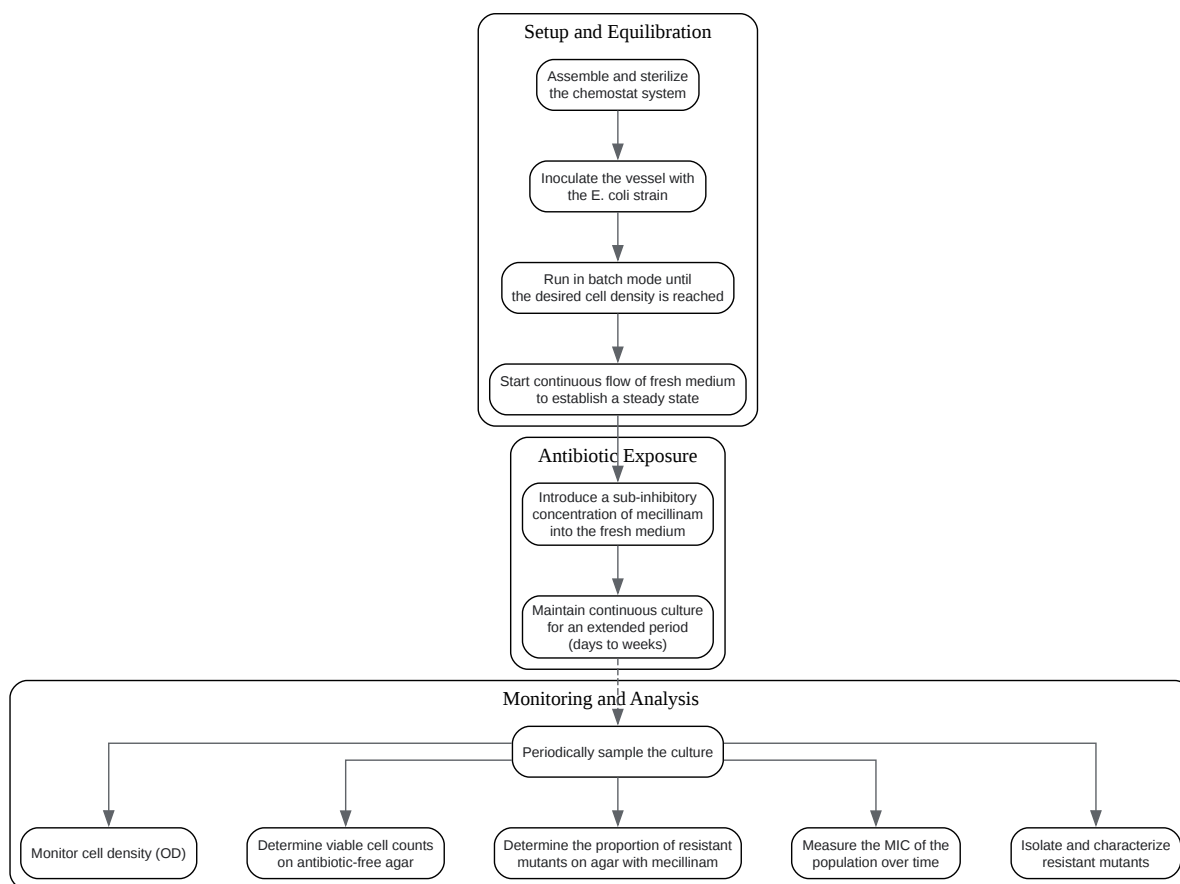 Setup and Equilibration
Assemble and sterilize
the chemostat system
Inoculate the vessel with
the E. coli strain
Run in batch mode until
the desired cell density is reached
Start continuous flow of fresh medium
to establish a steady state
Antibiotic Exposure
Introduce a sub-inhibitory
concentration of mecillinam
into the fresh medium
Maintain continuous culture
for an extended period
(days to weeks)
Monitoring and Analysis
Periodically sample the culture
Monitor cell density (OD)
Determine viable cell counts
on antibiotic-free agar
Determine the proportion of resistant
mutants on agar with mecillinam
Measure the MIC of the
population over time
Isolate and characterize
resistant mutants